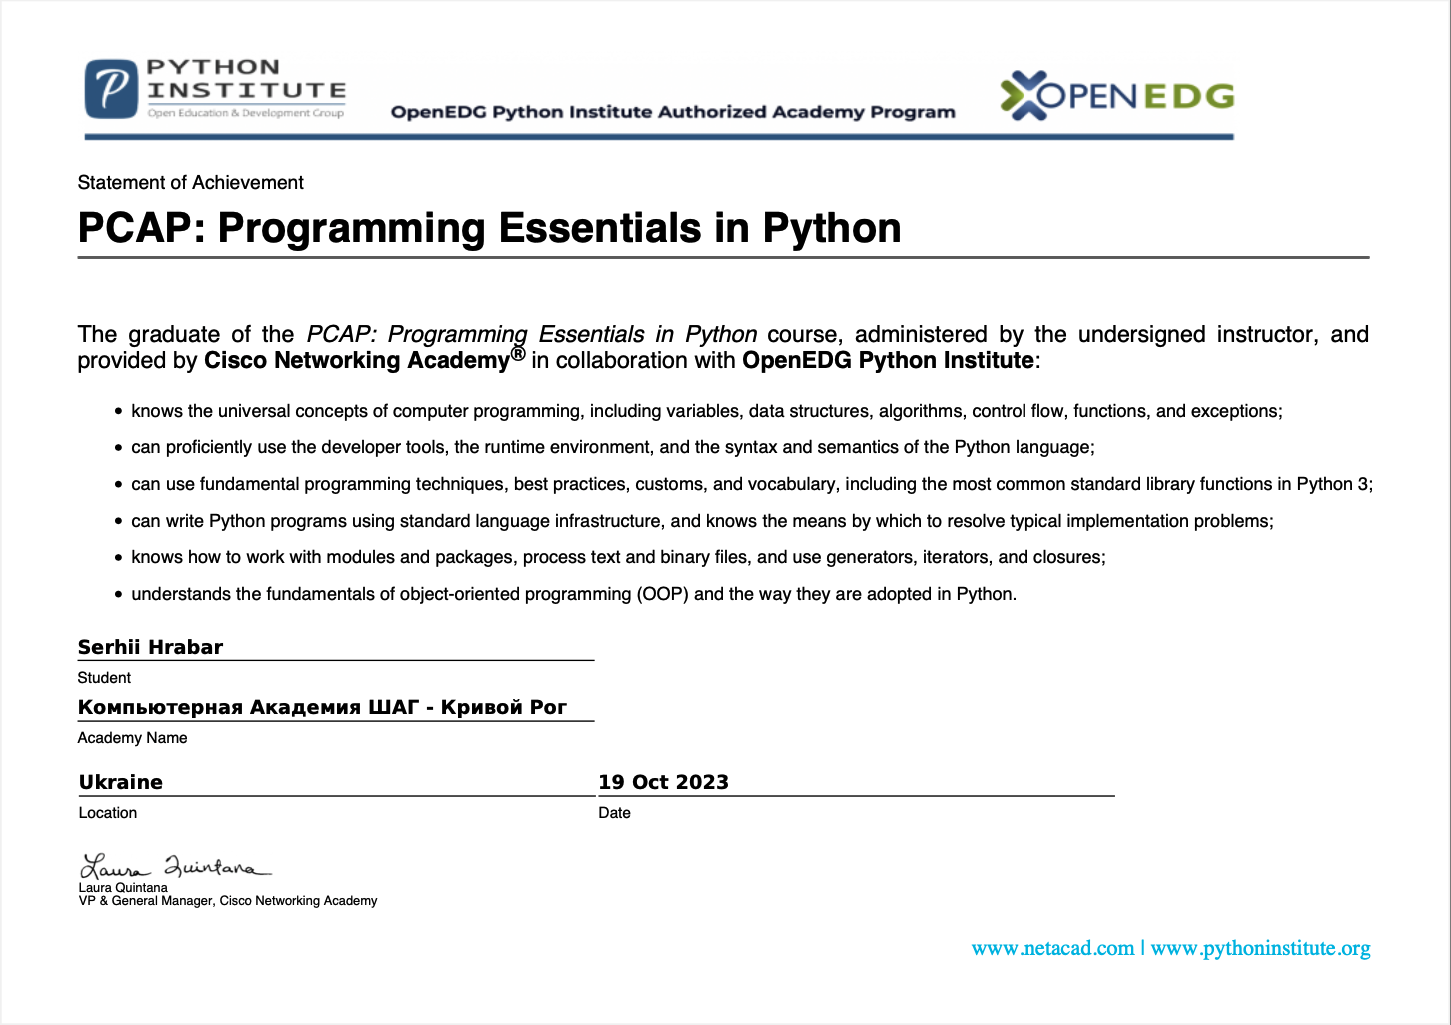 PYTHON
INSTITUTE
Open Education & Development Group
OpenEDG Python Institute Authorized Academy Program
OPENEDG
Statement of Achievement
PCAP: Programming Essentials in Python
The graduate of the PCAP: Programming Essentials in Python course, administered by the undersigned instructor, and
provided by Cisco Networking Academy® in collaboration with OpenEDG Python Institute:
• knows the universal concepts of computer programming, including variables, data structures, algorithms, control flow, functions, and exceptions;
• can proficiently use the developer tools, the runtime environment, and the syntax and semantics of the Python language;
• can use fundamental programming techniques, best practices, customs, and vocabulary, including the most common standard library functions in Python 3;
• can write Python programs using standard language infrastructure, and knows the means by which to resolve typical implementation problems;
• knows how to work with modules and packages, process text and binary files, and use generators, iterators, and closures;
• understands the fundamentals of object-oriented programming (OOP) and the way they are adopted in Python.
Serhii Hrabar
Student
Компьютерная Академия ШАГ - Кривой Рог
Academy Name
Ukraine
19 Oct 2023
Location
Date
Laura Quintana
Laura Quintana
VP & General Manager, Cisco Networking Academy
www.netacad.com | www.pythoninstitute.org